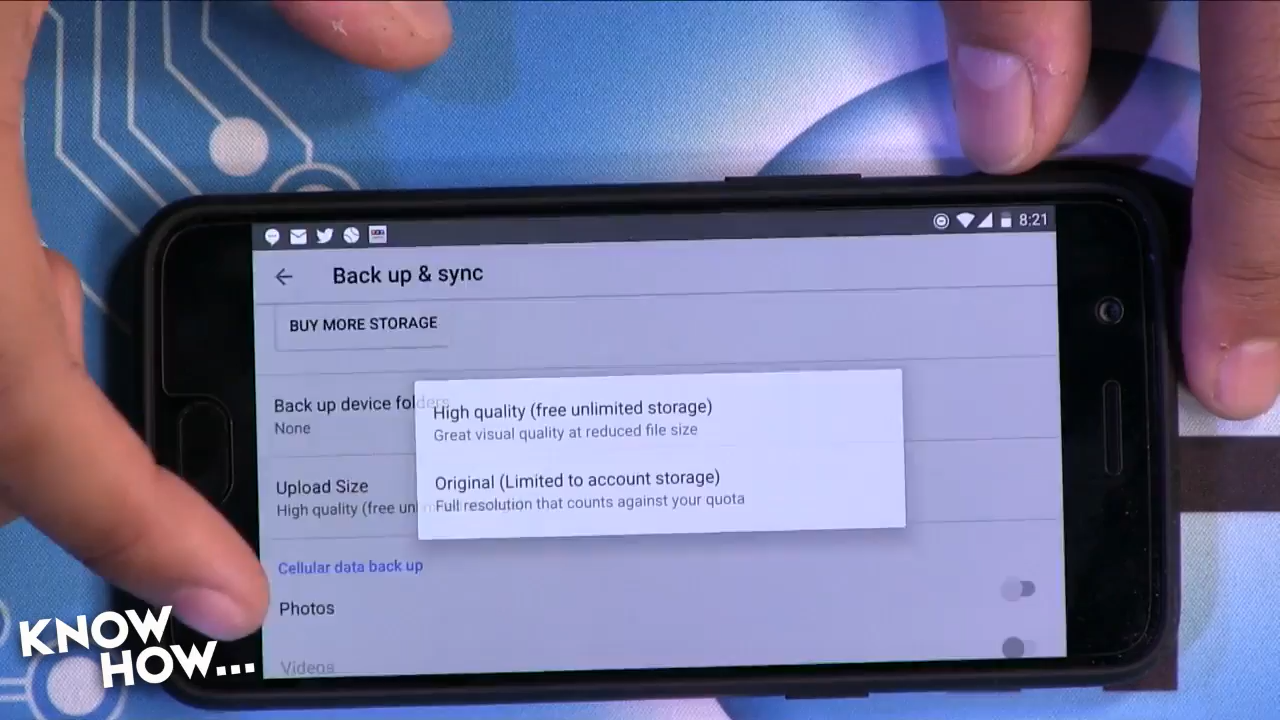 8:21
Back up & sync
BUY MORE STORAGE
Back up device folders
None
High quality (free unlimited storage)
Great visual quality at reduced file size
Upload Size
High quality (free unl
Original (Limited to account storage)
Full resolution that counts against your quota
Cellular data back up
Photos
Videos
KNOW
HOW...